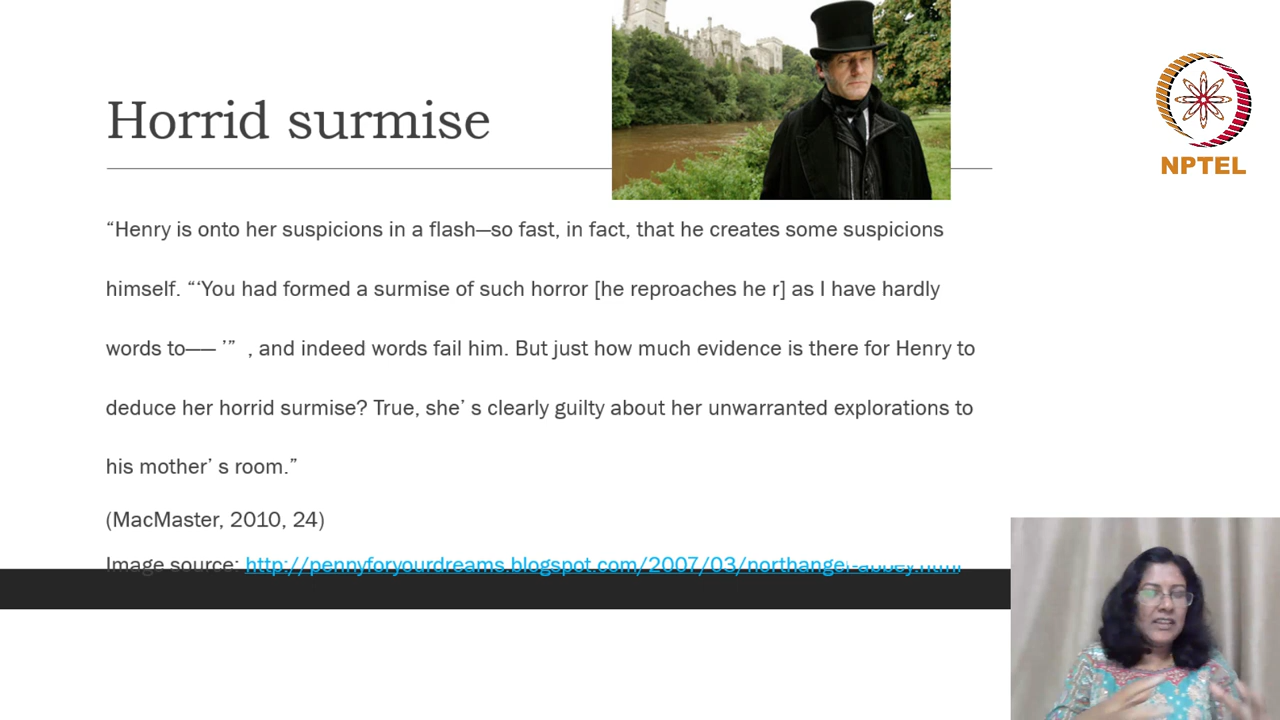 Horrid surmise
NPTEL
“Henry is onto her suspicions in a flash—so fast, in fact, that he creates some suspicions
himself. “‘You had formed a surmise of such horror [he reproaches he r] as I have hardly
words to—— ’” , and indeed words fail him. But just how much evidence is there for Henry to
deduce her horrid surmise? True, she’ s clearly guilty about her unwarranted explorations to
his mother’ s room.”
(MacMaster, 2010, 24)
Image source: http://pennyforyourdreams.blogspot.com/2007/03/northanger-abbey.html